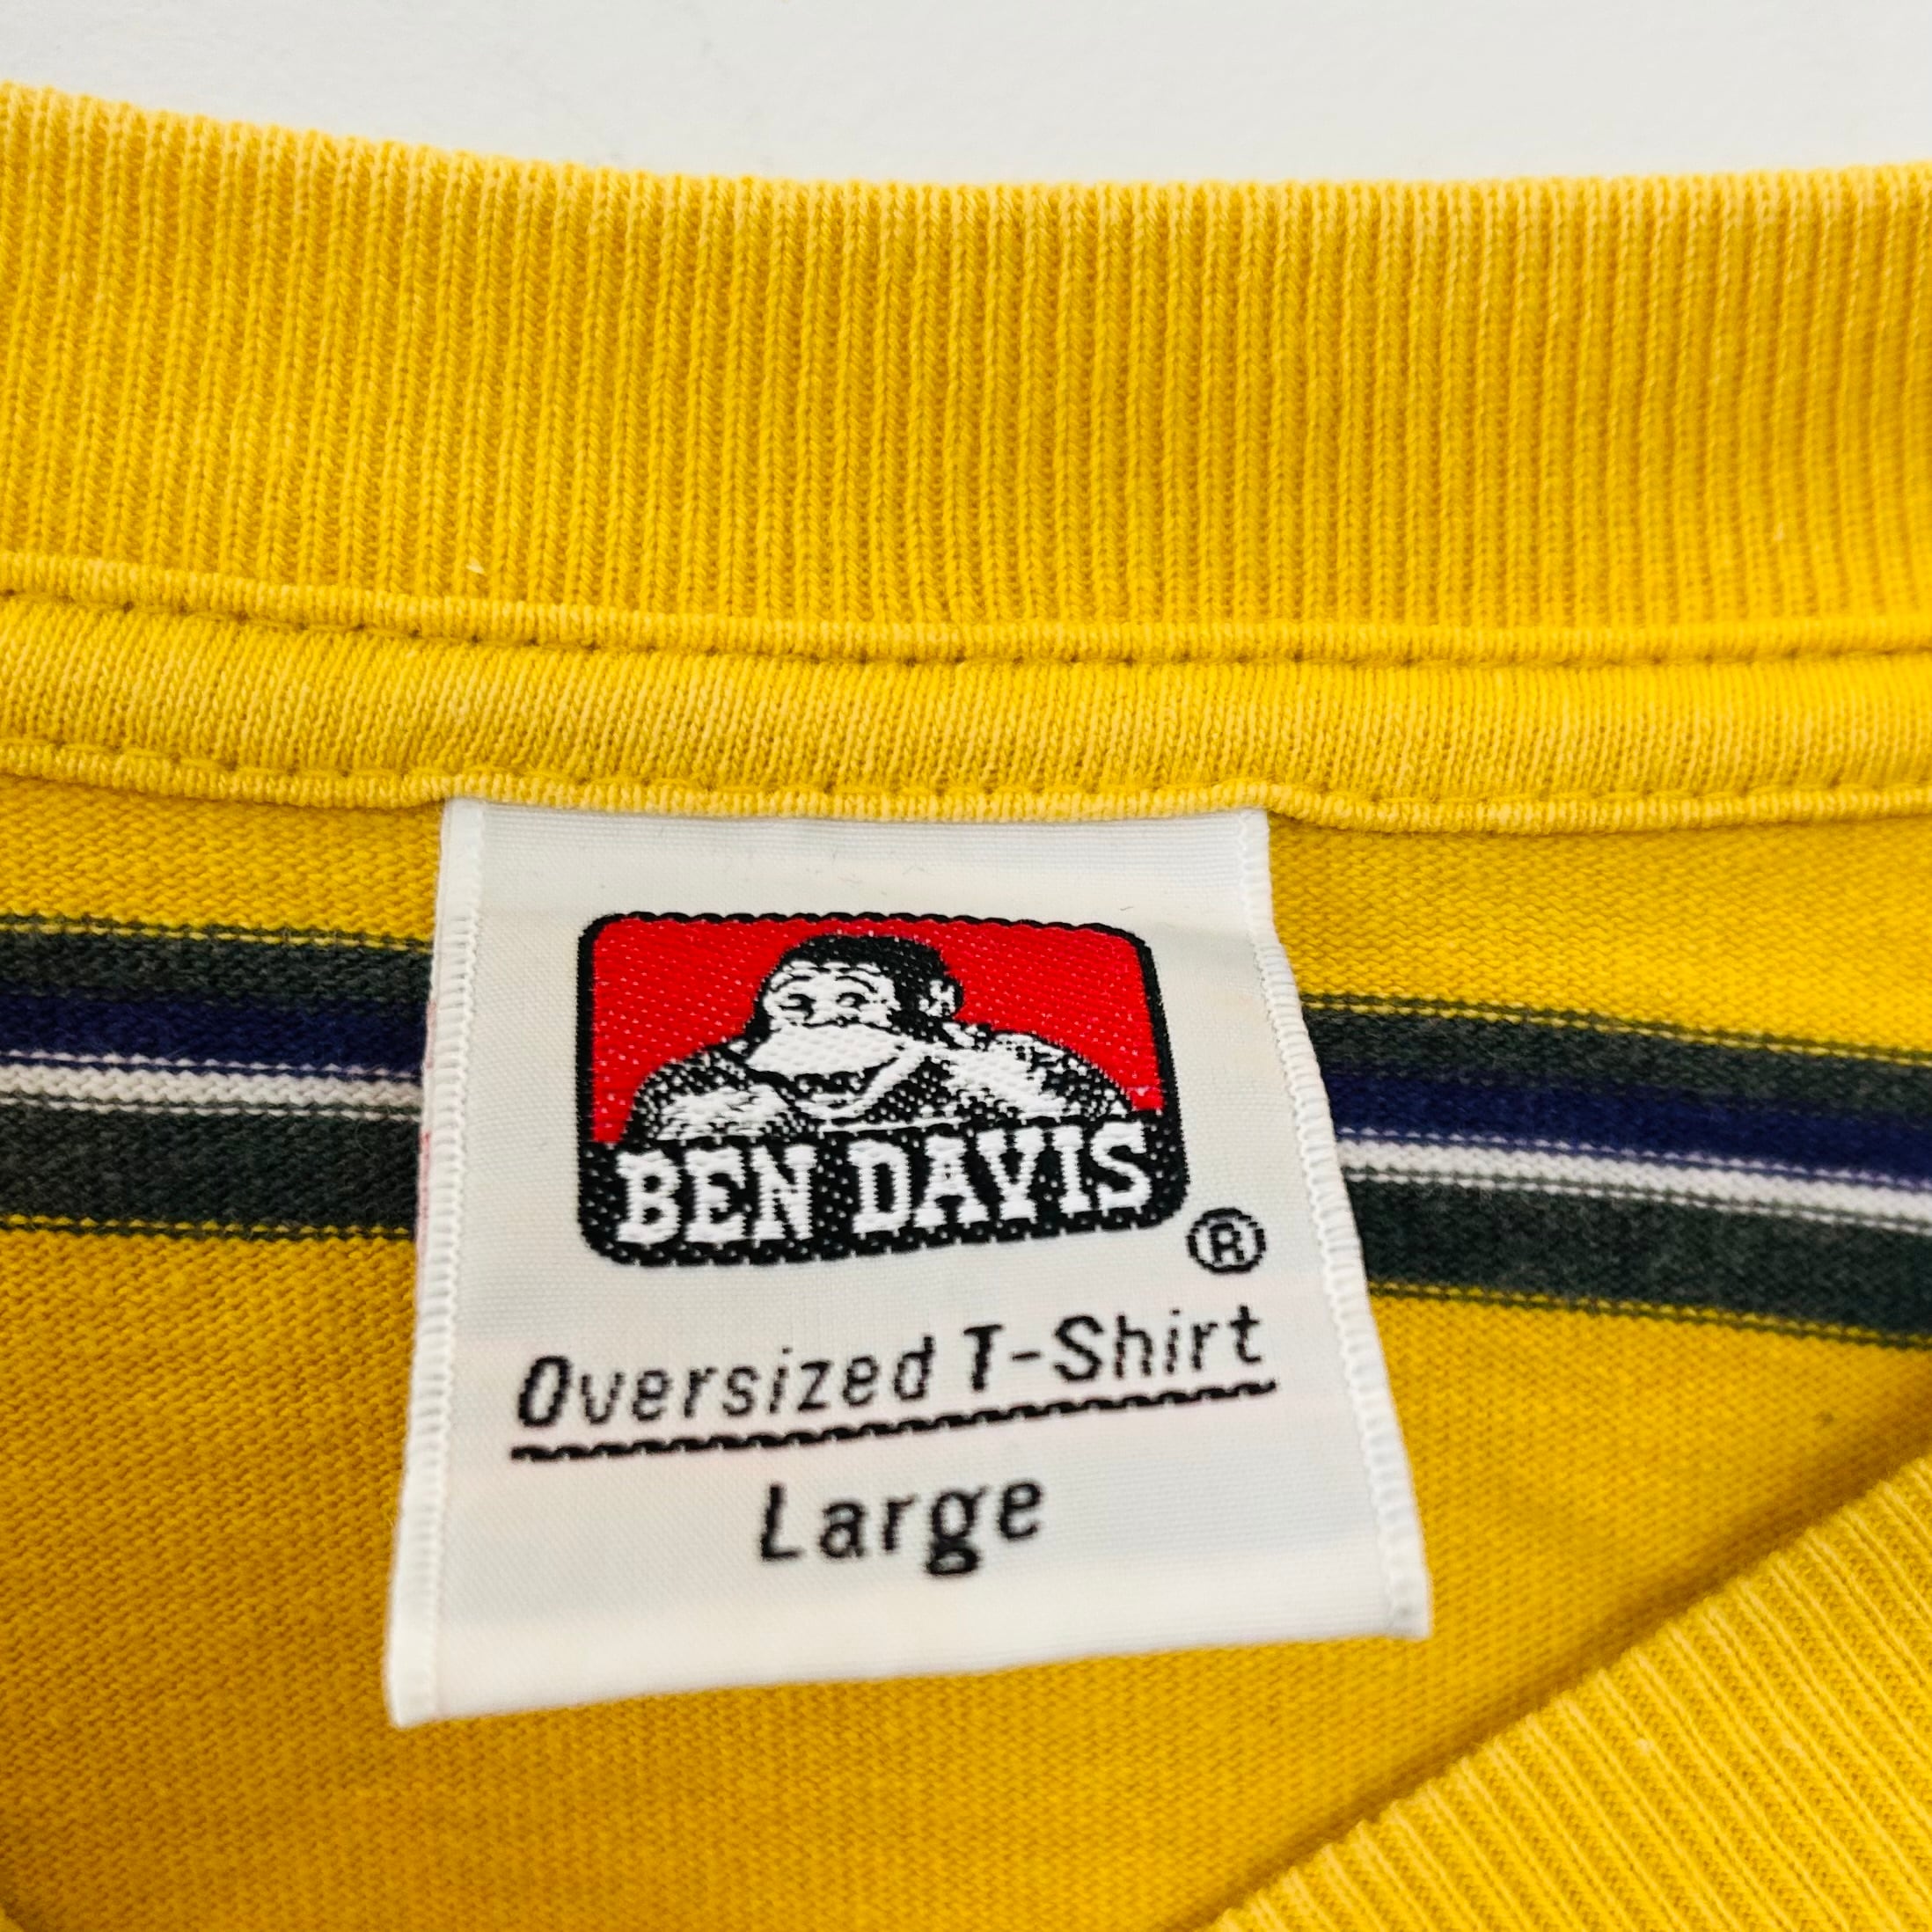 BEN DAVIS
®
Oversized T-Shirt
Large